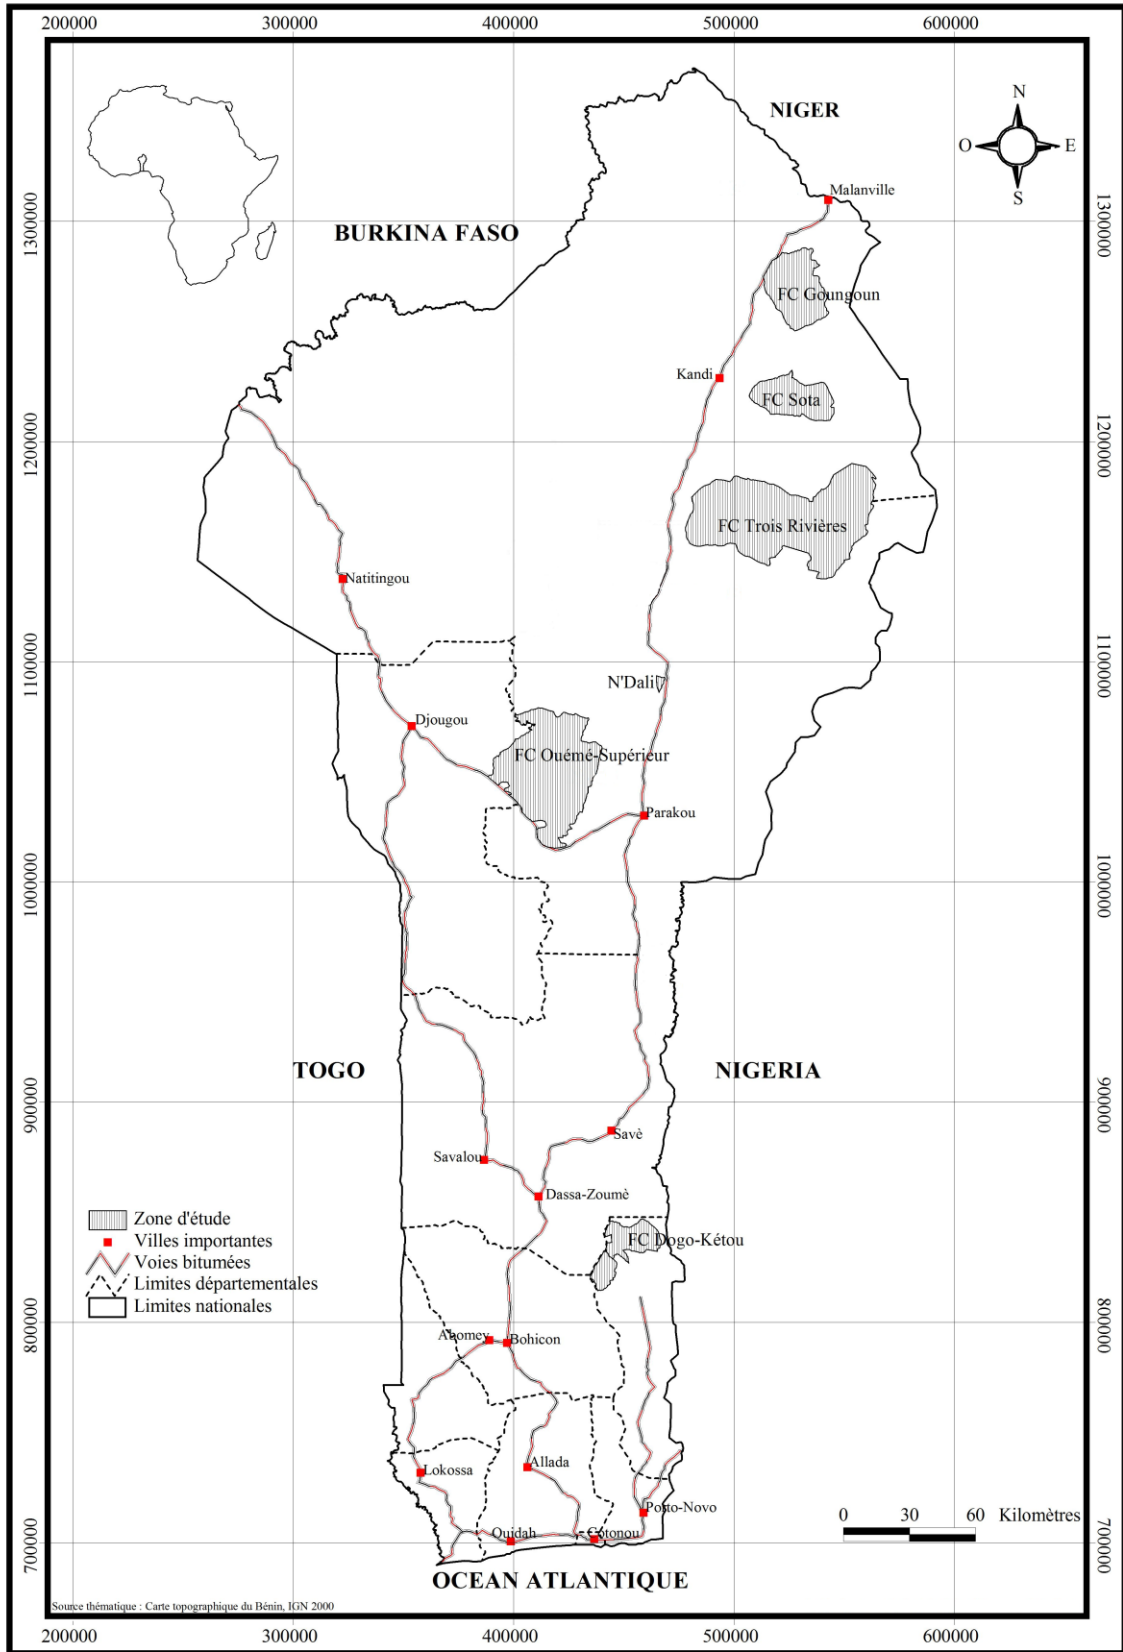 200000 300000 400000 500000 600000
NIGER
N
O E
S
Malanville
1300000 1300000
BURKINA FASO
FC Goungoun
Kandi
FC Sota
1200000 1200000
FC Trois Rivières
Natitingou
1100000 1100000
N'Dali
Djougou
FC Ouémé-Supérieur
Parakou
1000000 1000000
TOGO
NIGERIA
900000 900000
Savè
Savalou
Dassa-Zoumè
Zone d'étude
FC Dogo-Kétou
Villes importantes
Voies bitumées
Limites départementales
Limites nationales
800000 800000
Abomey
Bohicon
Allada
Lokossa
Porto-Novo
0 30 60 Kilomètres
Ouidah
Cotonou
700000 700000
OCEAN ATLANTIQUE
Source thématique : Carte topographique du Bénin, IGN 2000
200000 300000 400000 500000 600000